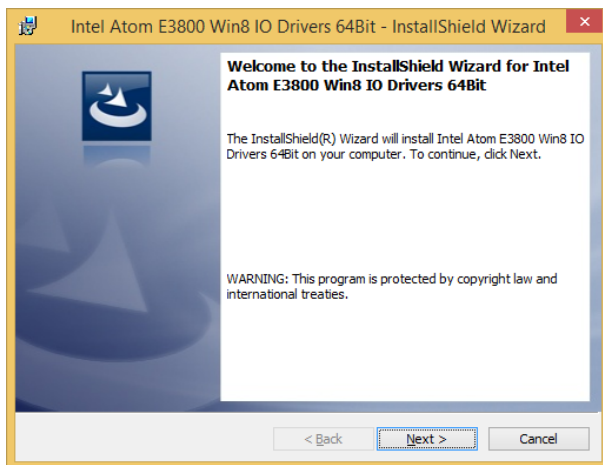 Intel Atom E3800 Win8 IO Drivers 64Bit - InstallShield Wizard
Welcome to the InstallShield Wizard for Intel
Atom E3800 Win8 IO Drivers 64Bit
The InstallShield(R) Wizard will install Intel Atom E3800 Win8 IO
Drivers 64Bit on your computer. To continue, click Next.
WARNING: This program is protected by copyright law and
international treaties.
< Back Next > Cancel